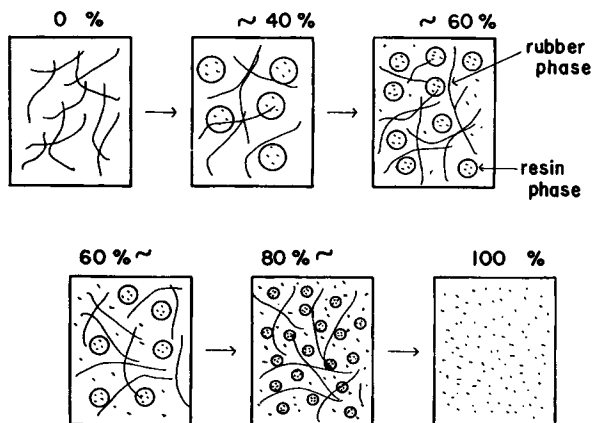 0 %
~ 40 %
~ 60 %
rubber
phase
resin
phase
60 % ~
80 % ~
100 %